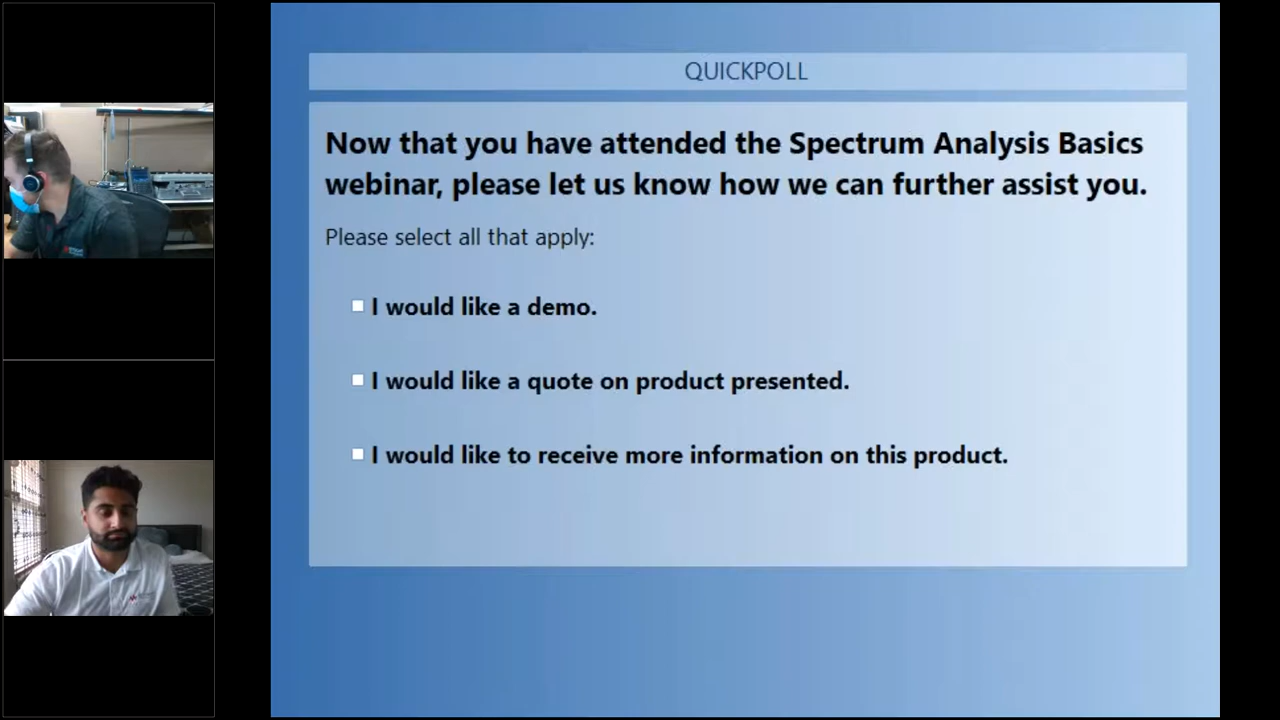 QUICKPOLL
Now that you have attended the Spectrum Analysis Basics
webinar, please let us know how we can further assist you.
Please select all that apply:
I would like a demo.
I would like a quote on product presented.
I would like to receive more information on this product.